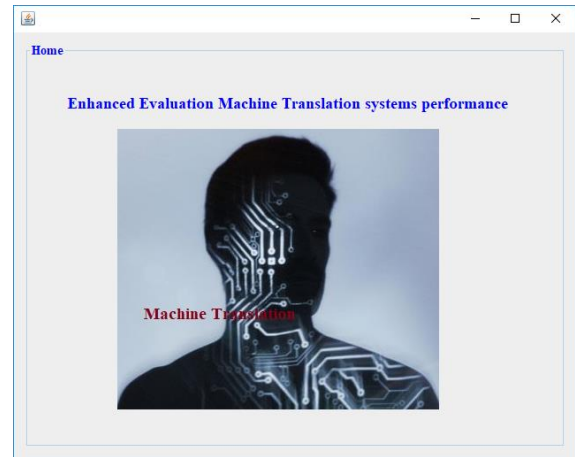 Home
Enhanced Evaluation Machine Translation systems performance
Machine Translation